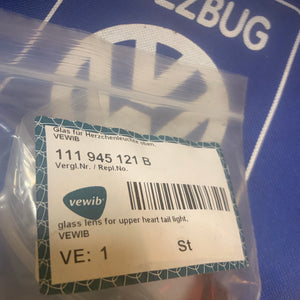 ZZBUG
Glas für Herzchenleuchte oben,
VEWIB
111 945 121 B
Vergl.Nr. / Repl.No.
vewib
glass lens for upper heart tail light,
VEWIB
VE: 1 St